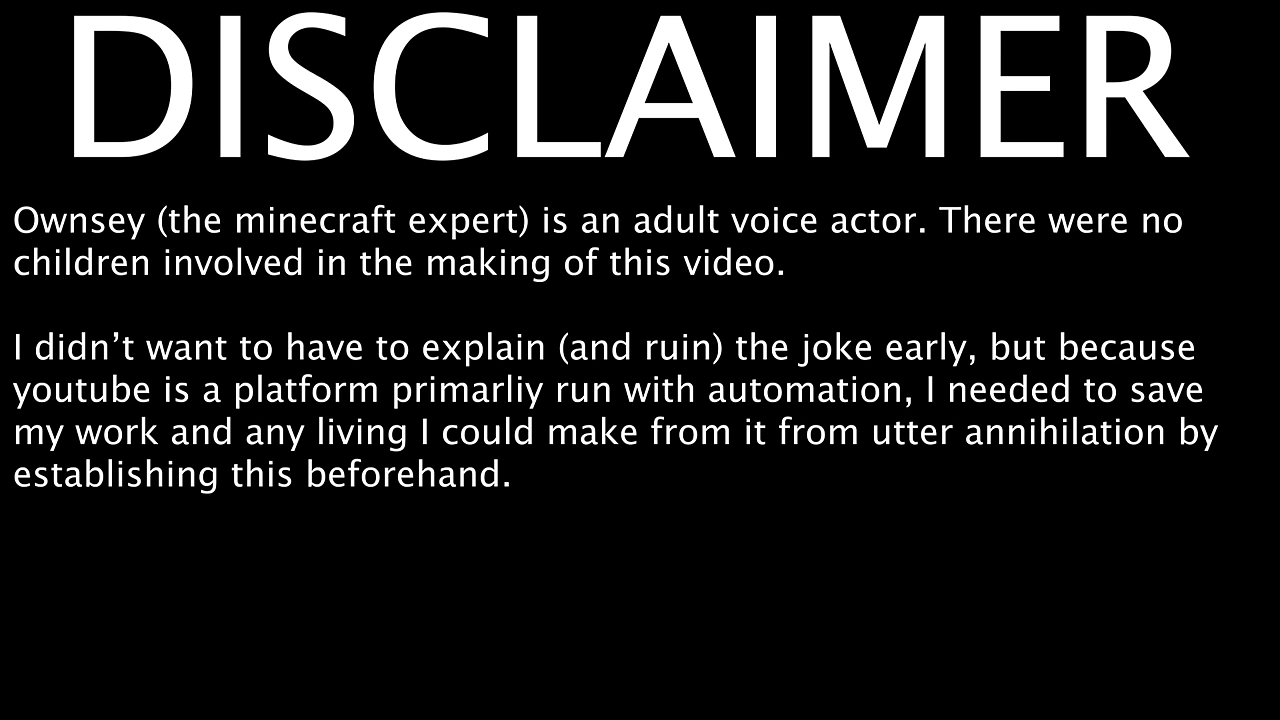 DISCLAIMER
Ownsey (the minecraft expert) is an adult voice actor. There were no
children involved in the making of this video.
I didn’t want to have to explain (and ruin) the joke early, but because
youtube is a platform primarliy run with automation, I needed to save
my work and any living I could make from it from utter annihilation by
establishing this beforehand.